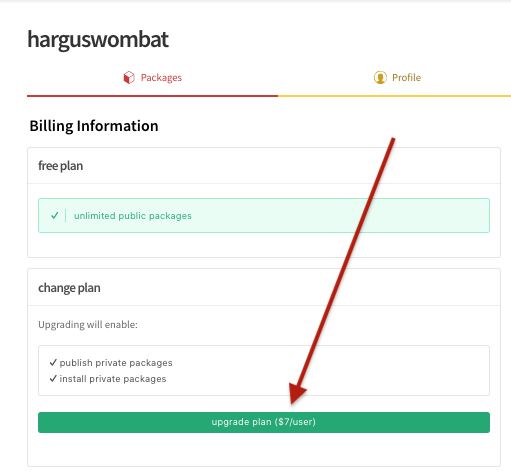 harguswombat
Packages
Profile
Billing Information
free plan
✓ unlimited public packages
change plan
Upgrading will enable:
✓ publish private packages
✓ install private packages
upgrade plan ($7/user)